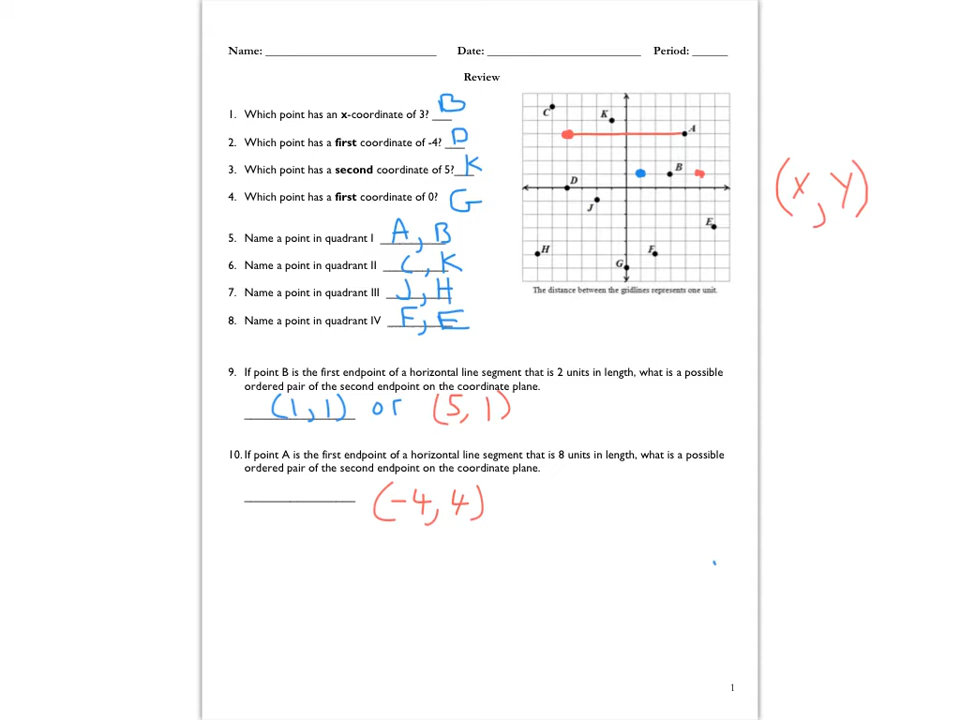 Name: ____________ Date: ____________ Period: ______
Review
1. Which point has an x-coordinate of 3? B
2. Which point has a first coordinate of -4? D
3. Which point has a second coordinate of 5? K
4. Which point has a first coordinate of 0? G
5. Name a point in quadrant I A, B
6. Name a point in quadrant II C, K
7. Name a point in quadrant III J, H
8. Name a point in quadrant IV F, E
C
K
A
B
D
J
E
H
F
G
The distance between the gridlines represents one unit.
(x, y)
9. If point B is the first endpoint of a horizontal line segment that is 2 units in length, what is a possible
ordered pair of the second endpoint on the coordinate plane.
(1, 1) or (5, 1)
10. If point A is the first endpoint of a horizontal line segment that is 8 units in length, what is a possible
ordered pair of the second endpoint on the coordinate plane.
____________ (-4, 4)
1